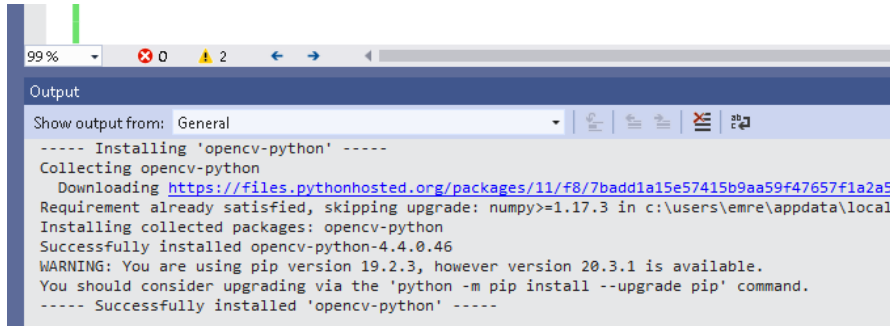 99 %
0
2
Output
Show output from: General
----- Installing 'opencv-python' -----
Collecting opencv-python
Downloading https://files.pythonhosted.org/packages/11/f8/7badd1a15e57415b9aa59f47657f1a2a5
Requirement already satisfied, skipping upgrade: numpy>=1.17.3 in c:\users\emre\appdata\local
Installing collected packages: opencv-python
Successfully installed opencv-python-4.4.0.46
WARNING: You are using pip version 19.2.3, however version 20.3.1 is available.
You should consider upgrading via the 'python -m pip install --upgrade pip' command.
----- Successfully installed 'opencv-python' -----